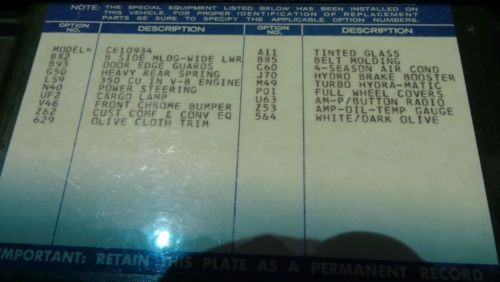 NOTE: THE SPECIAL EQUIPMENT LISTED BELOW HAS BEEN INSTALLED ON
THIS VEHICLE. FOR PROPER IDENTIFICATION OF REPLACEMENT
PARTS BE SURE TO SPECIFY THE APPLICABLE OPTION NUMBERS.
OPTION NO. DESCRIPTION
MODEL= CE10934
BX2 B SIDE MLDG-WIDE LWR
B93 DOOR EDGE GUARDS
G50 HEAVY REAR SPRING
LS9 350 CU IN V-8 ENGINE
N40 POWER STEERING
UF2 CARGO LAMP
V46 FRONT CHROME BUMPER
Z62 CUST COMF & CONV EQ
629 OLIVE CLOTH TRIM
OPTION NO. DESCRIPTION
A11 TINTED GLASS
B85 BELT MOLDING
C60 4-SEASON AIR COND
J70 HYDRO BRAKE BOOSTER
M49 TURBO HYDRA-MATIC
PO1 FULL WHEEL COVERS
U63 AM-P/BUTTON RADIO
Z53 AMP-OIL-TEMP GAUGE
564 WHITE/DARK OLIVE
IMPORTANT: RETAIN THIS PLATE AS A PERMANENT RECORD